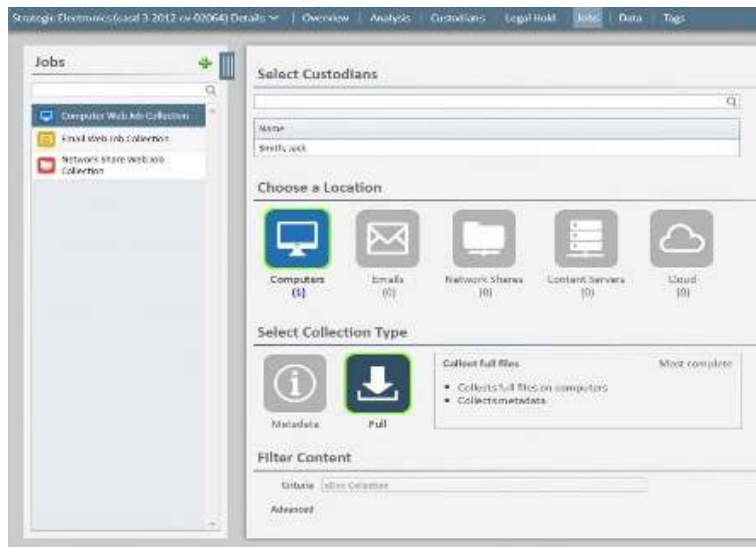 Strategic Electronics (casd 3-2012-cv-02064) Details | Overview | Analysis | Custodians Legal Hold Jobs | Data | Tags
Jobs
Computer Web Job Collection
Email Web Job Collection
Network Share Web Job
Collection
Select Custodians
Name
Smith, Jack
Choose a Location
Computers Emails Network Shares Content Servers Cloud
(1) (0) (0) (0) (0)
Select Collection Type
Collect full files Most complete
• Collects full files on computers
• Collects metadata
Metadata Full
Filter Content
Criteria Collection
Advanced